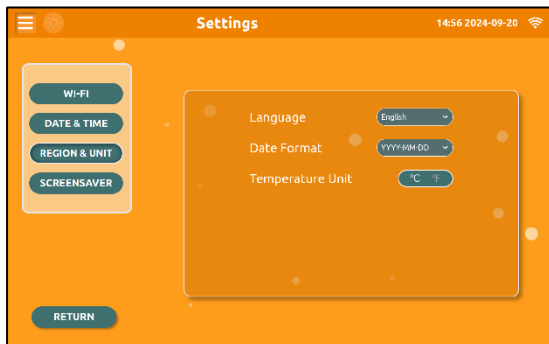 Settings
14:56 2024-09-20
WI-FI
DATE & TIME
REGION & UNIT
SCREENSAVER
Language English
Date Format YYYY-MM-DD
Temperature Unit °C °F
RETURN